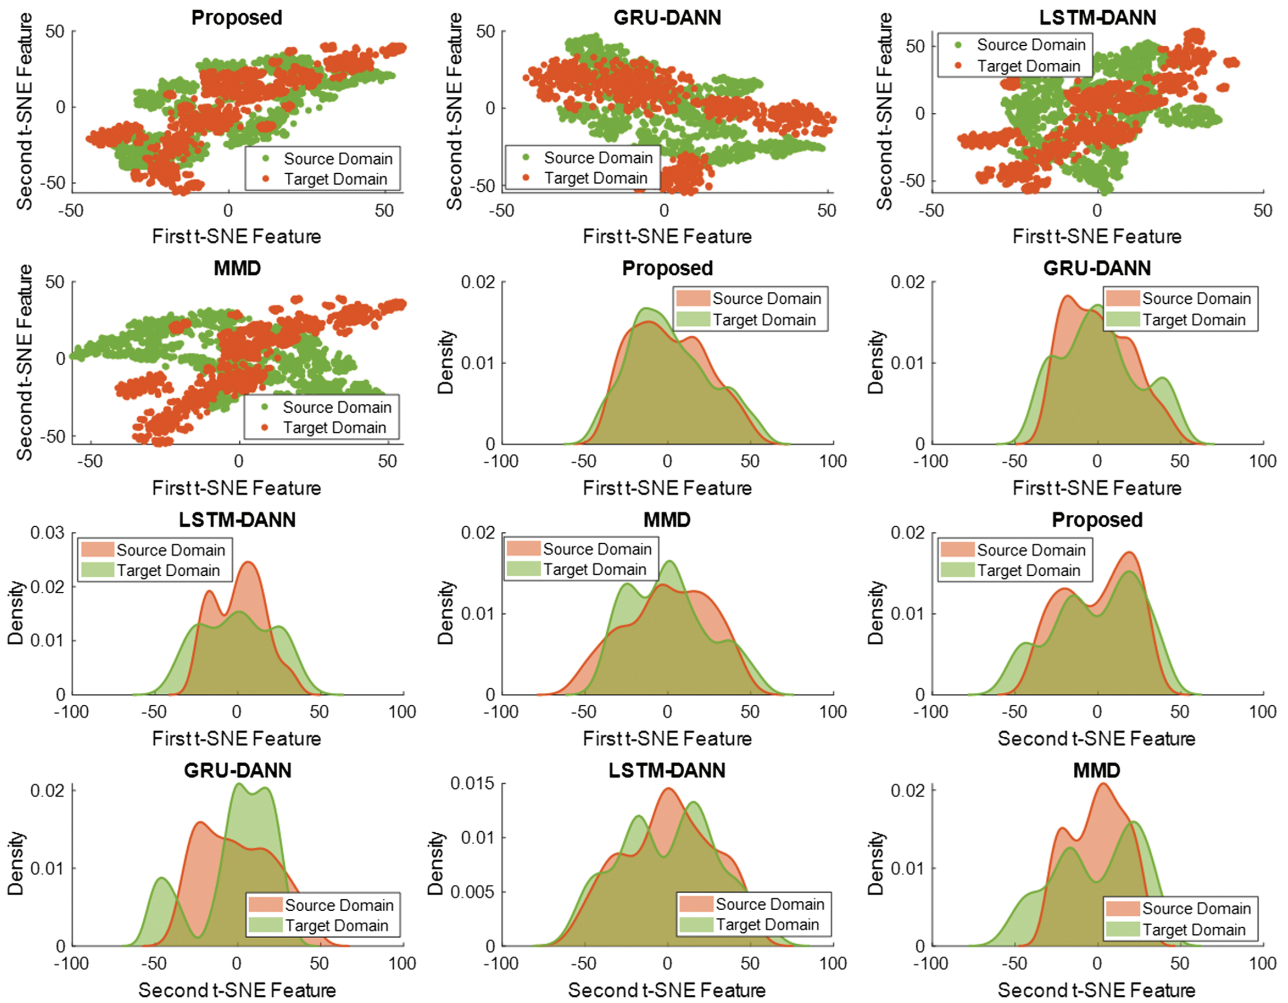 Proposed
Second t-SNE Feature
50
0
-50
Source Domain
Target Domain
-50
0
50
First t-SNE Feature
GRU-DANN
Second t-SNE Feature
50
0
-50
Source Domain
Target Domain
-50
0
50
First t-SNE Feature
LSTM-DANN
Second t-SNE Feature
50
0
-50
Source Domain
Target Domain
-50
0
50
First t-SNE Feature
MMD
Second t-SNE Feature
50
0
-50
Source Domain
Target Domain
-50
0
50
First t-SNE Feature
Proposed
Density
0.02
0.01
0
Source Domain
Target Domain
-100
-50
0
50
100
First t-SNE Feature
GRU-DANN
Density
0.02
0.01
0
Source Domain
Target Domain
-100
-50
0
50
100
First t-SNE Feature
LSTM-DANN
Density
0.03
0.02
0.01
0
Source Domain
Target Domain
-100
-50
0
50
100
First t-SNE Feature
MMD
Density
0.02
0.01
0
Source Domain
Target Domain
-100
-50
0
50
100
First t-SNE Feature
Proposed
Density
0.02
0.01
0
Source Domain
Target Domain
-100
-50
0
50
100
Second t-SNE Feature
GRU-DANN
Density
0.02
0.01
0
Source Domain
Target Domain
-100
-50
0
50
100
Second t-SNE Feature
LSTM-DANN
Density
0.015
0.01
0.005
0
Source Domain
Target Domain
-100
-50
0
50
100
Second t-SNE Feature
MMD
Density
0.02
0.01
0
Source Domain
Target Domain
-100
-50
0
50
100
Second t-SNE Feature